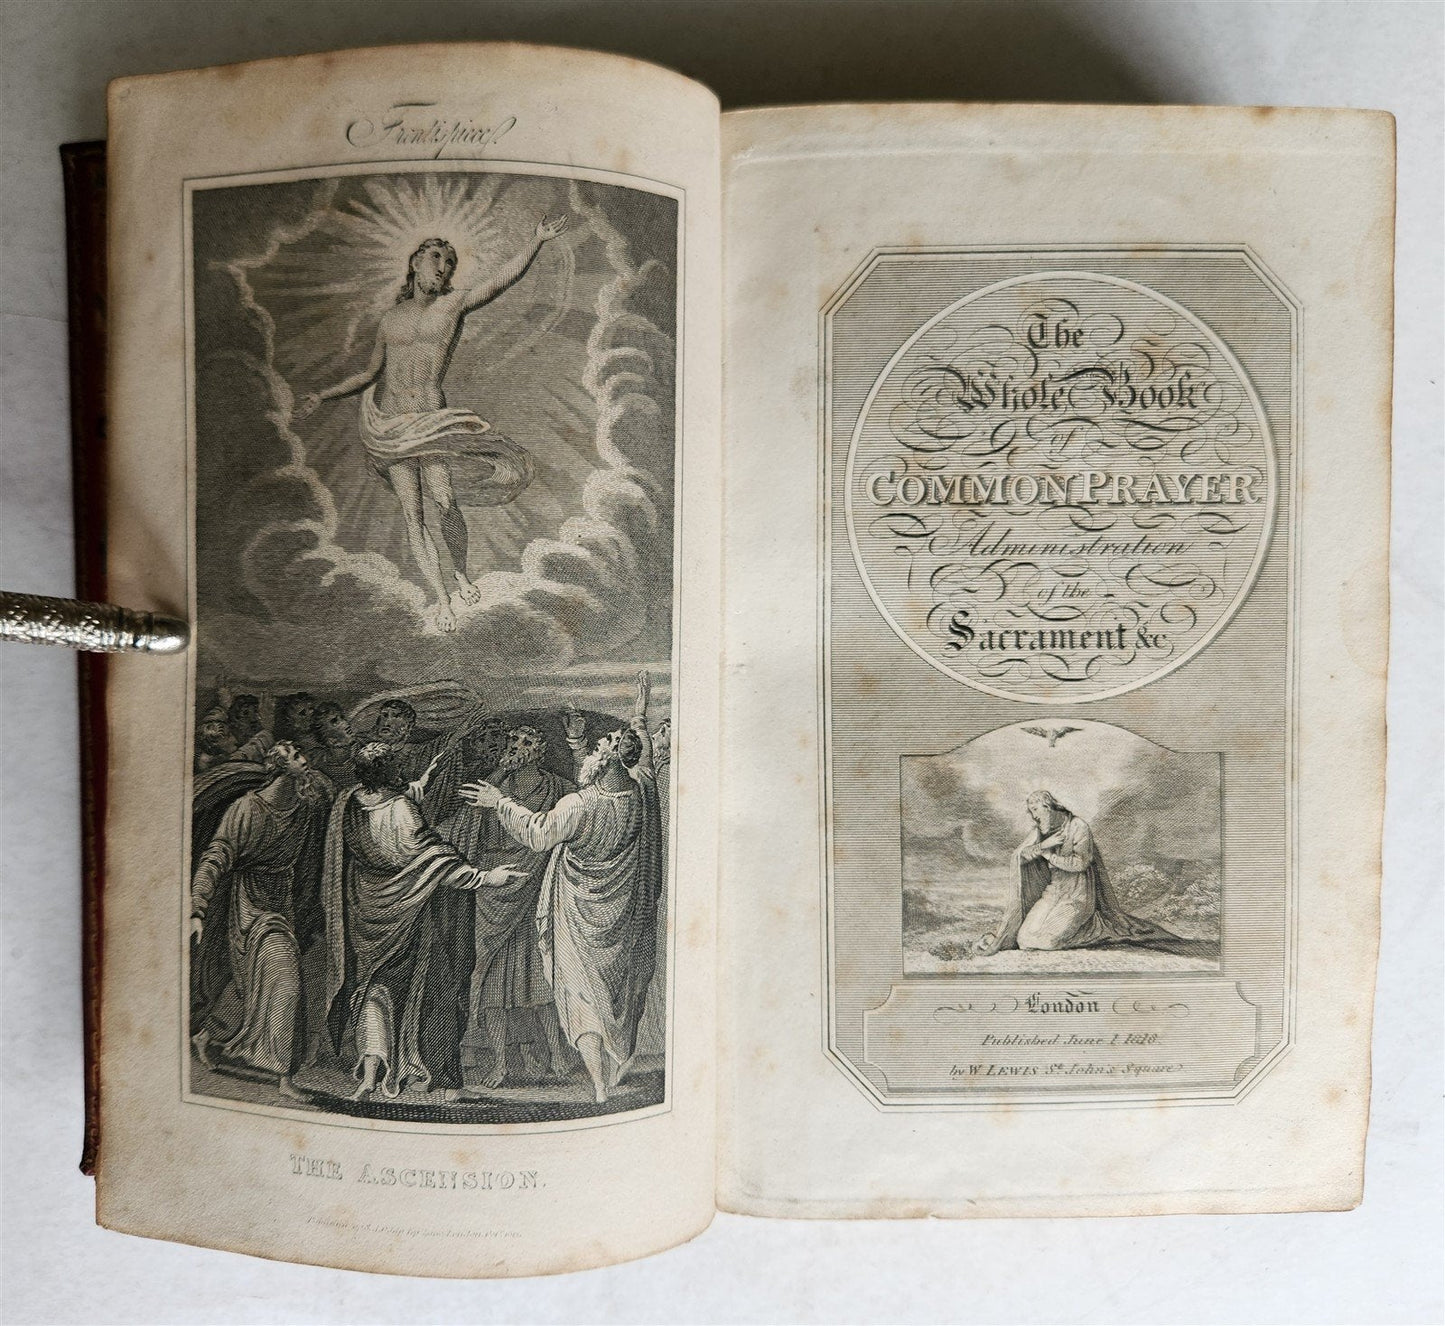 Frontispiece.
THE ASCENSION.
The
Whole Book
of
COMMON PRAYER
Administration
of the
Sacrament &c
London
Published June 1 1818.
by W. LEWIS St. John's Square